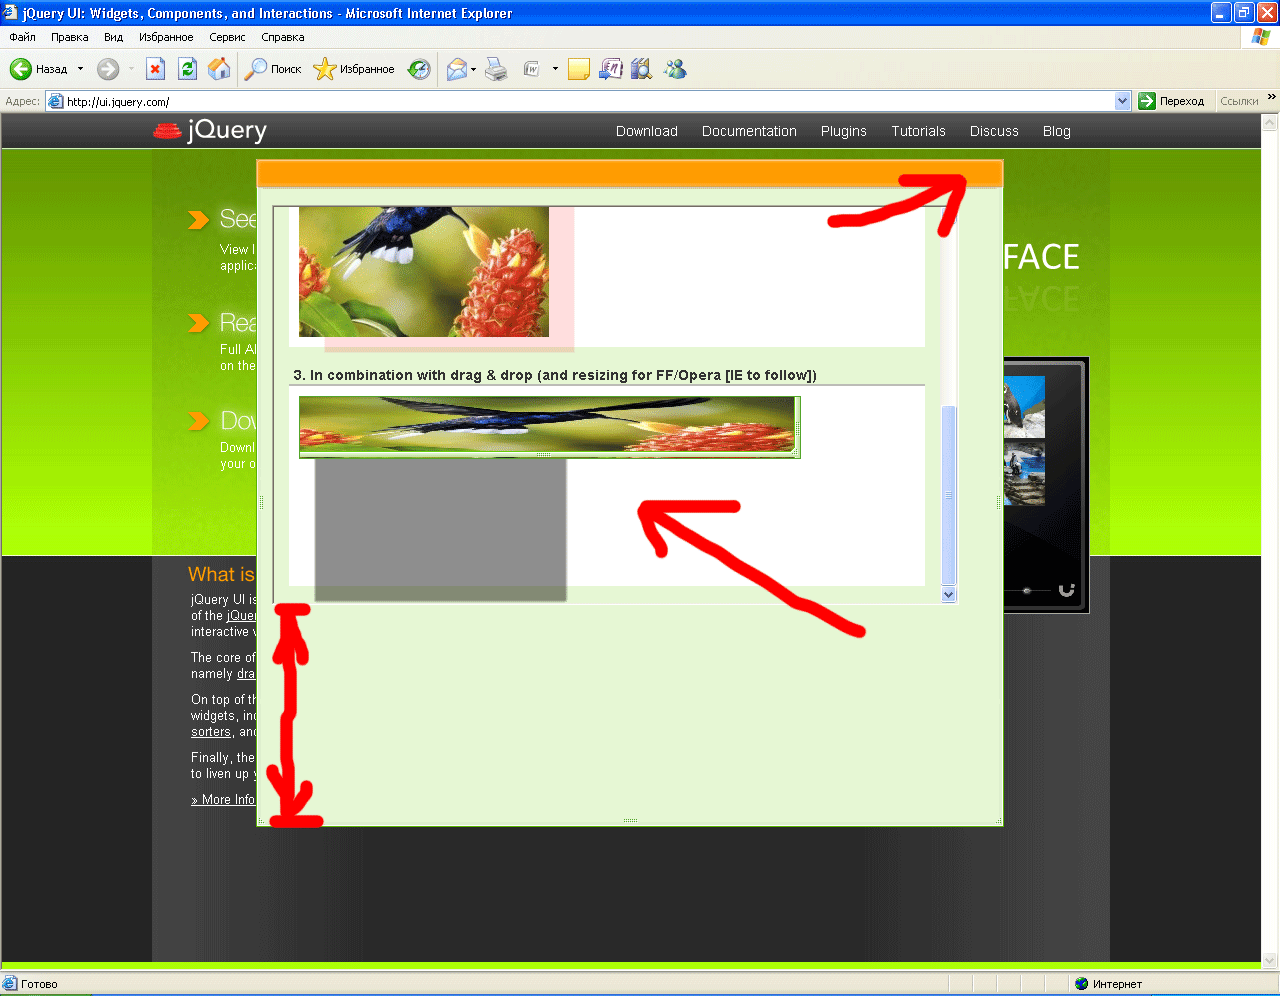 jQuery UI: Widgets, Components, and Interactions - Microsoft Internet Explorer
Файл Правка Вид Избранное Сервис Справка
Назад Поиск Избранное
Адрес: http://ui.jquery.com/ Переход Ссылки »
jQuery Download Documentation Plugins Tutorials Discuss Blog
See
View
applic
FACE
Rea
Full A
on the
3. In combination with drag & drop (and resizing for FF/Opera [IE to follow])
Dow
Downl
your o
What is
jQuery UI is
of the jQuer
interactive
The core of
namely dra
On top of th
widgets, inc
sorters, and
Finally, the
to liven up
» More Info
Готово Интернет